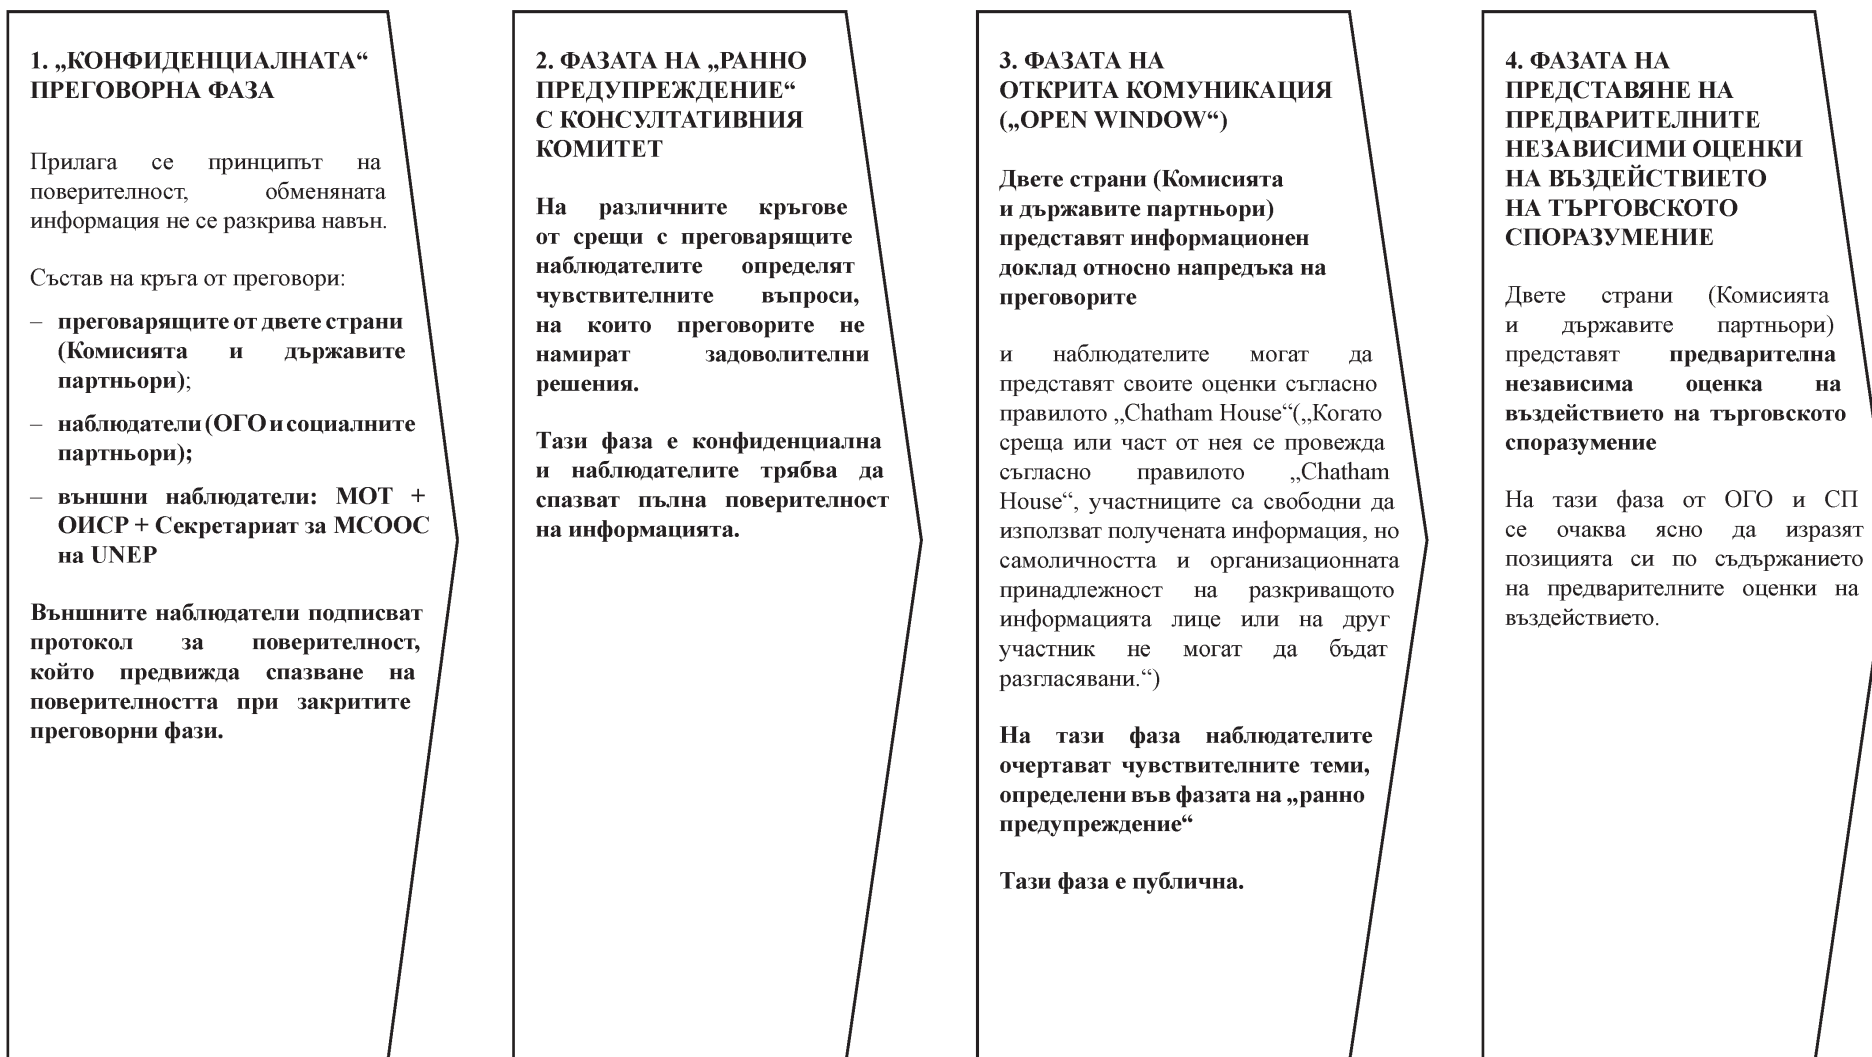 1. „КОНФИДЕНЦИАЛНАТА“
ПРЕГОВОРНА ФАЗА
Прилага се принципът на
поверителност, обменяната
информация не се разкрива навън.
Състав на кръга от преговори:
– преговарящите от двете страни
(Комисията и държавите
партньори);
– наблюдатели (ОГО и социалните
партньори);
– външни наблюдатели: МОТ +
ОИСР + Секретариат за МСООС
на UNEP
Външните наблюдатели подписват
протокол за поверителност,
който предвижда спазване на
поверителността при закритите
преговорни фази.
2. ФАЗАТА НА „РАННО
ПРЕДУПРЕЖДЕНИЕ“
С КОНСУЛТАТИВНИЯ
КОМИТЕТ
На различните кръгове
от срещи с преговарящите
наблюдателите определят
чувствителните въпроси,
на които преговорите не
намират задоволителни
решения.
Тази фаза е конфиденциална
и наблюдателите трябва да
спазват пълна поверителност
на информацията.
3. ФАЗАТА НА
ОТКРИТА КОМУНИКАЦИЯ
(„OPEN WINDOW“)
Двете страни (Комисията
и държавите партньори)
представят информационен
доклад относно напредъка на
преговорите
и наблюдателите могат да
представят своите оценки съгласно
правилото „Chatham House“(„Когато
среща или част от нея се провежда
съгласно правилото „Chatham
House“, участниците са свободни да
използват получената информация, но
самоличността и организационната
принадлежност на разкриващото
информацията лице или на друг
участник не могат да бъдат
разгласявани.“)
На тази фаза наблюдателите
очертават чувствителните теми,
определени във фазата на „ранно
предупреждение“
Тази фаза е публична.
4. ФАЗАТА НА
ПРЕДСТАВЯНЕ НА
ПРЕДВАРИТЕЛНИТЕ
НЕЗАВИСИМИ ОЦЕНКИ
НА ВЪЗДЕЙСТВИЕТО
НА ТЪРГОВСКОТО
СПОРАЗУМЕНИЕ
Двете страни (Комисията
и държавите партньори)
представят предварителна
независима оценка на
въздействието на търговското
споразумение
На тази фаза от ОГО и СП
се очаква ясно да изразят
позицията си по съдържанието
на предварителните оценки на
въздействието.